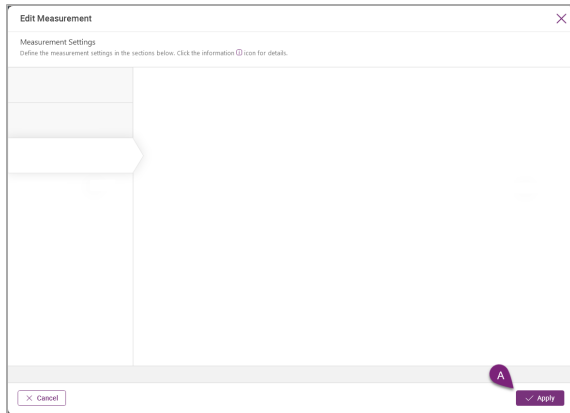 Edit Measurement
Measurement Settings
Define the measurement settings in the sections below. Click the information ⓘ icon for details.
A
Cancel
Apply